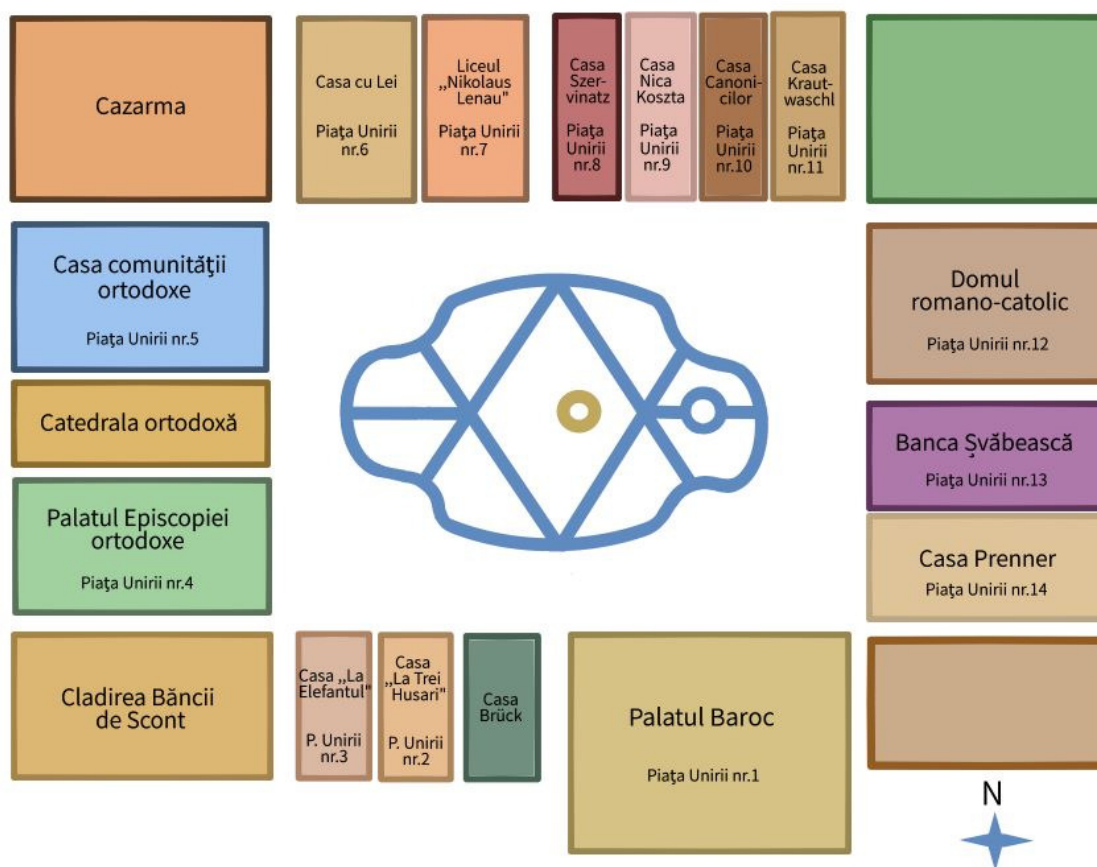 Cazarma
Casa cu Lei
Piaţa Unirii
nr.6
Liceul
,,Nikolaus
Lenau"
Piaţa Unirii
nr.7
Casa
Szer-
vinatz
Piaţa
Unirii
nr.8
Casa
Nica
Koszta
Piaţa
Unirii
nr.9
Casa
Canoni-
cilor
Piaţa
Unirii
nr.10
Casa
Kraut-
waschl
Piaţa
Unirii
nr.11
Casa comunităţii
ortodoxe
Piaţa Unirii nr.5
Domul
romano-catolic
Piaţa Unirii nr.12
Catedrala ortodoxă
Banca Şvăbească
Piaţa Unirii nr.13
Palatul Episcopiei
ortodoxe
Piaţa Unirii nr.4
Casa Prenner
Piaţa Unirii nr.14
Cladirea Băncii
de Scont
Casa ,,La
Elefantul"
P. Unirii
nr.3
Casa
,,La Trei
Husari"
P. Unirii
nr.2
Casa
Brück
Palatul Baroc
Piaţa Unirii nr.1
N